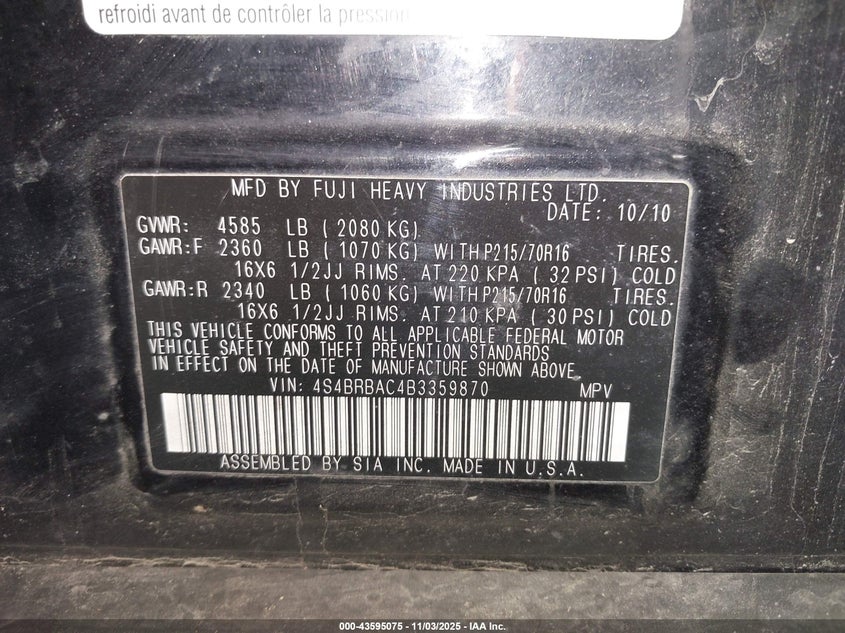 refroidi avant de contrôler la pression
MFD BY FUJI HEAVY INDUSTRIES LTD.
DATE: 10/10
GVWR: 4585 LB ( 2080 KG)
GAWR:F 2360 LB ( 1070 KG) WITHP215/70R16 TIRES.
16X6 1/2JJ RIMS. AT 220 KPA ( 32 PSI) COLD
GAWR:R 2340 LB ( 1060 KG) WITHP215/70R16 TIRES.
16X6 1/2JJ RIMS. AT 210 KPA ( 30 PSI) COLD
THIS VEHICLE CONFORMS TO ALL APPLICABLE FEDERAL MOTOR
VEHICLE SAFETY AND THEFT PREVENTION STANDARDS
IN EFFECT ON THE DATE OF MANUFACTURE SHOWN ABOVE.
VIN: 4S4BRBAC4B3359870 MPV
ASSEMBLED BY SIA INC. MADE IN U.S.A.
000-43595075 - 11/03/2025 - IAA Inc.